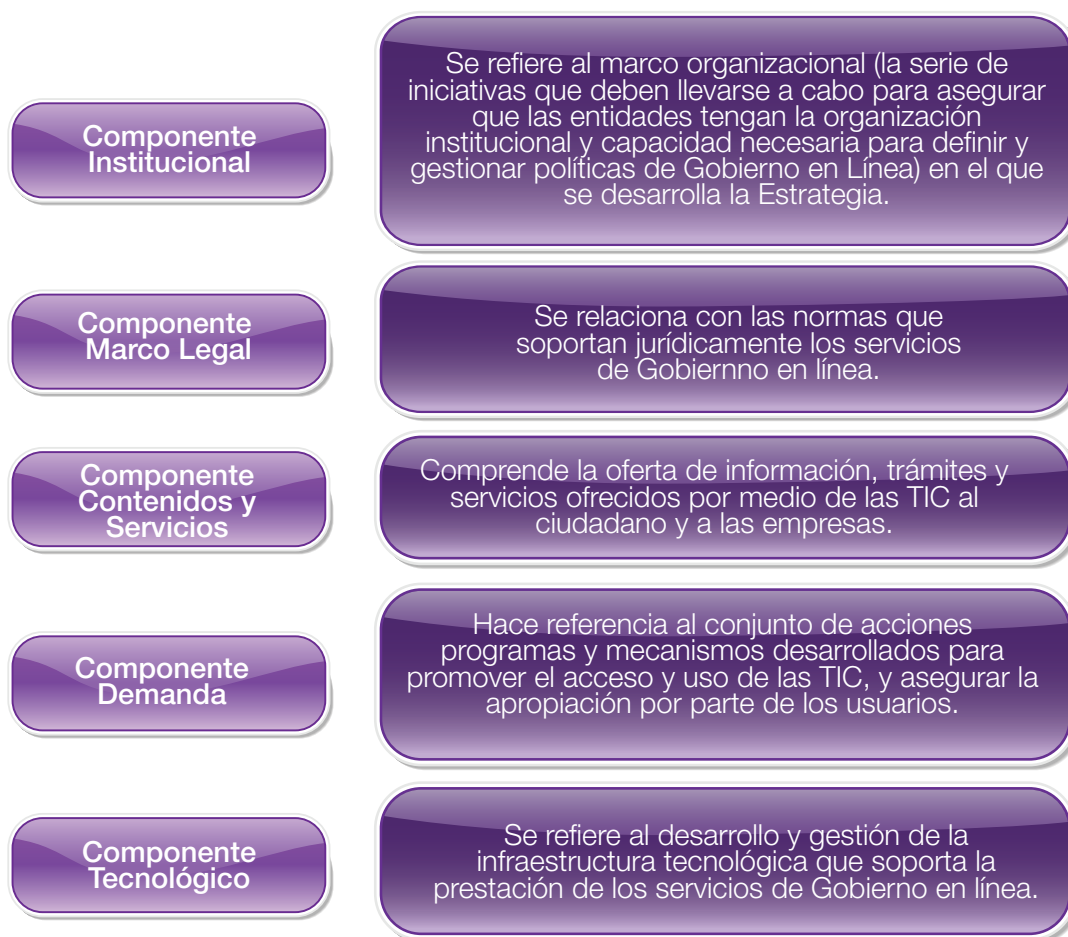 Componente
Institucional
Se refiere al marco organizacional (la serie de
iniciativas que deben llevarse a cabo para asegurar
que las entidades tengan la organización
institucional y capacidad necesaria para definir y
gestionar políticas de Gobierno en Línea) en el que
se desarrolla la Estrategia.
Componente
Marco Legal
Se relaciona con las normas que
soportan jurídicamente los servicios
de Gobiernno en línea.
Componente
Contenidos y
Servicios
Comprende la oferta de información, trámites y
servicios ofrecidos por medio de las TIC al
ciudadano y a las empresas.
Componente
Demanda
Hace referencia al conjunto de acciones
programas y mecanismos desarrollados para
promover el acceso y uso de las TIC, y asegurar la
apropiación por parte de los usuarios.
Componente
Tecnológico
Se refiere al desarrollo y gestión de la
infraestructura tecnológica que soporta la
prestación de los servicios de Gobierno en línea.